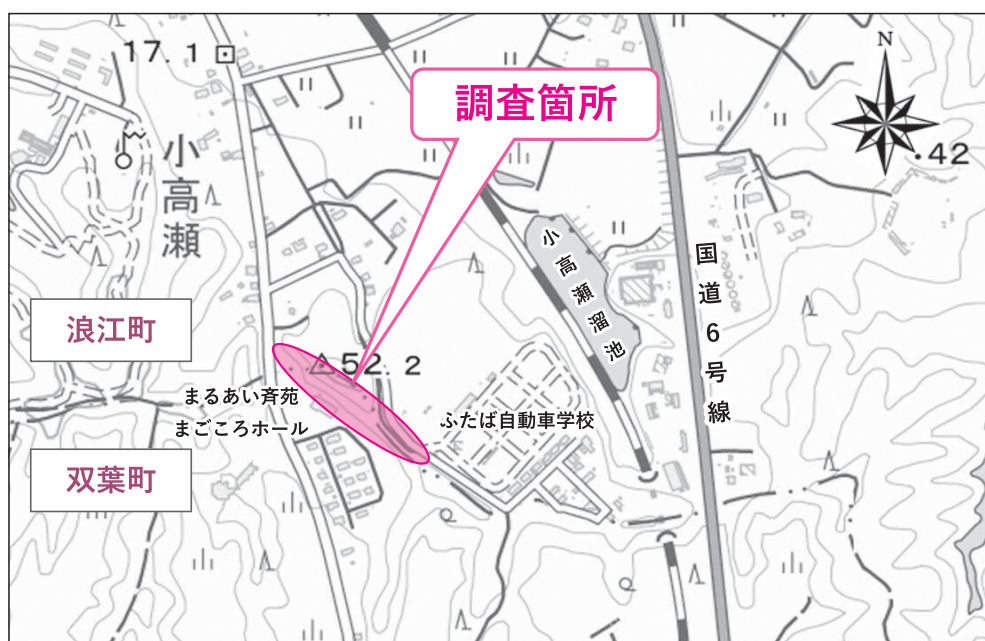 17.1
N
調査箇所
・42
小高瀬
小高瀬溜池
国道6号線
浪江町
52.2
まるあい斉苑
まごころホール
ふたば自動車学校
双葉町